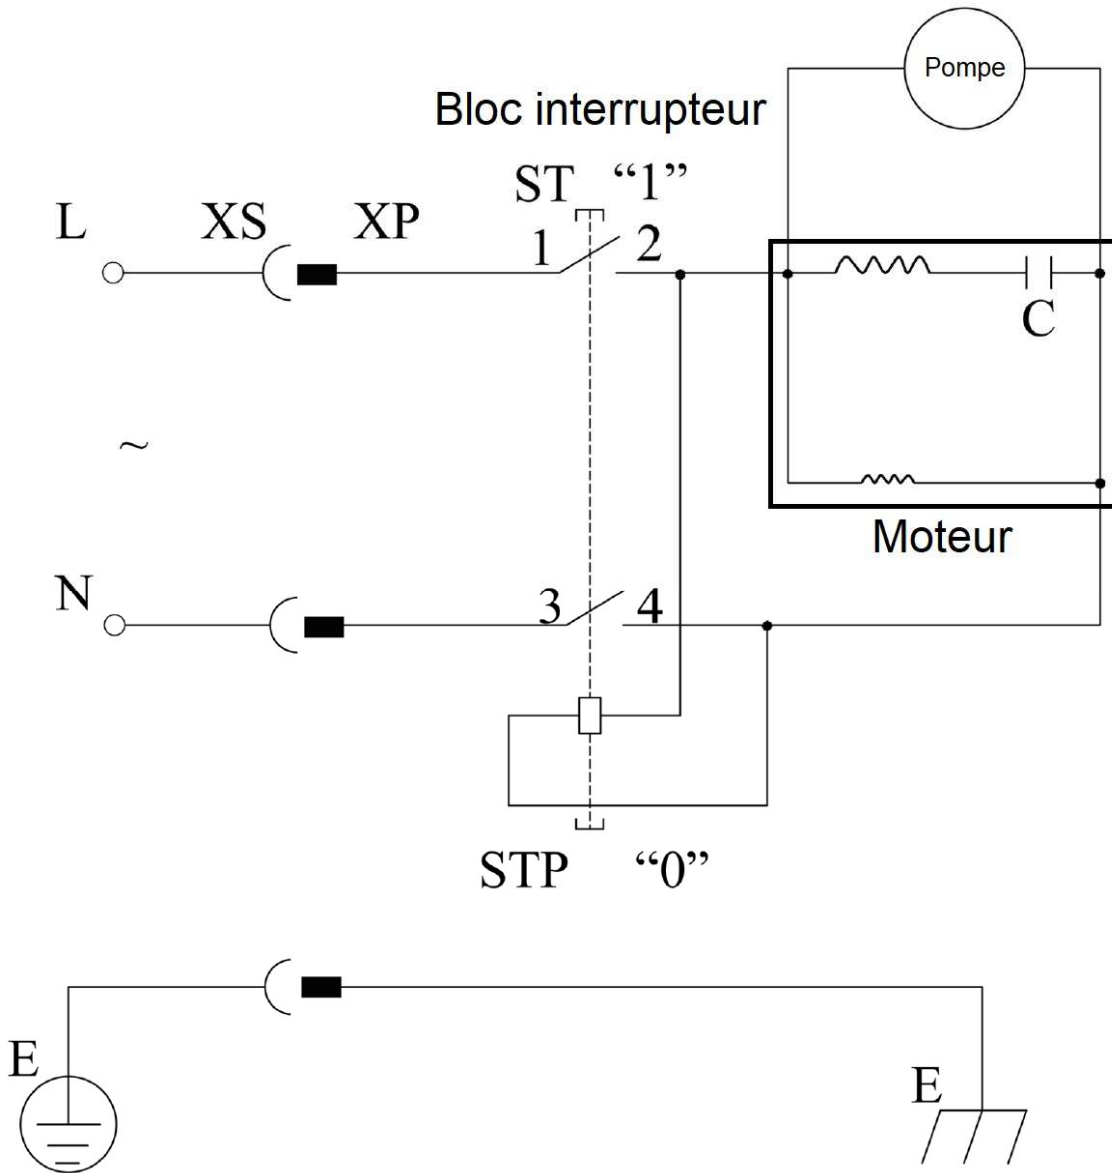 Pompe
Bloc interrupteur
ST “1”
L XS XP 1 2
C
~
Moteur
N 3 4
STP “0”
E
E